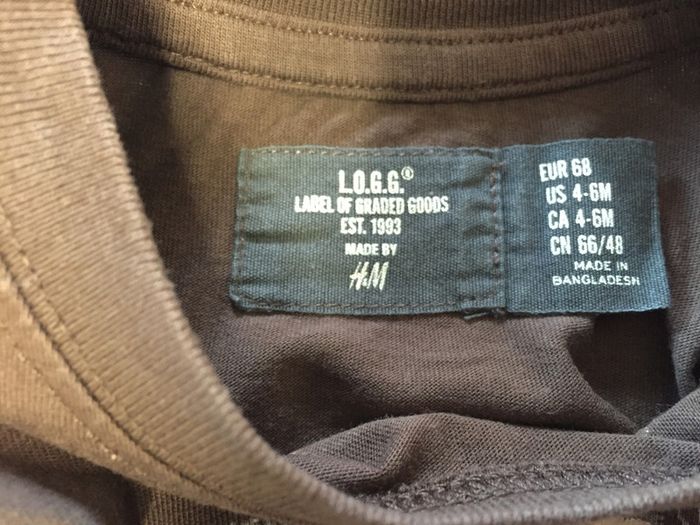 L.O.G.G.®
LABEL OF GRADED GOODS
EST. 1993
MADE BY
H&M
EUR 68
US 4-6M
CA 4-6M
CN 66/48
MADE IN
BANGLADESH